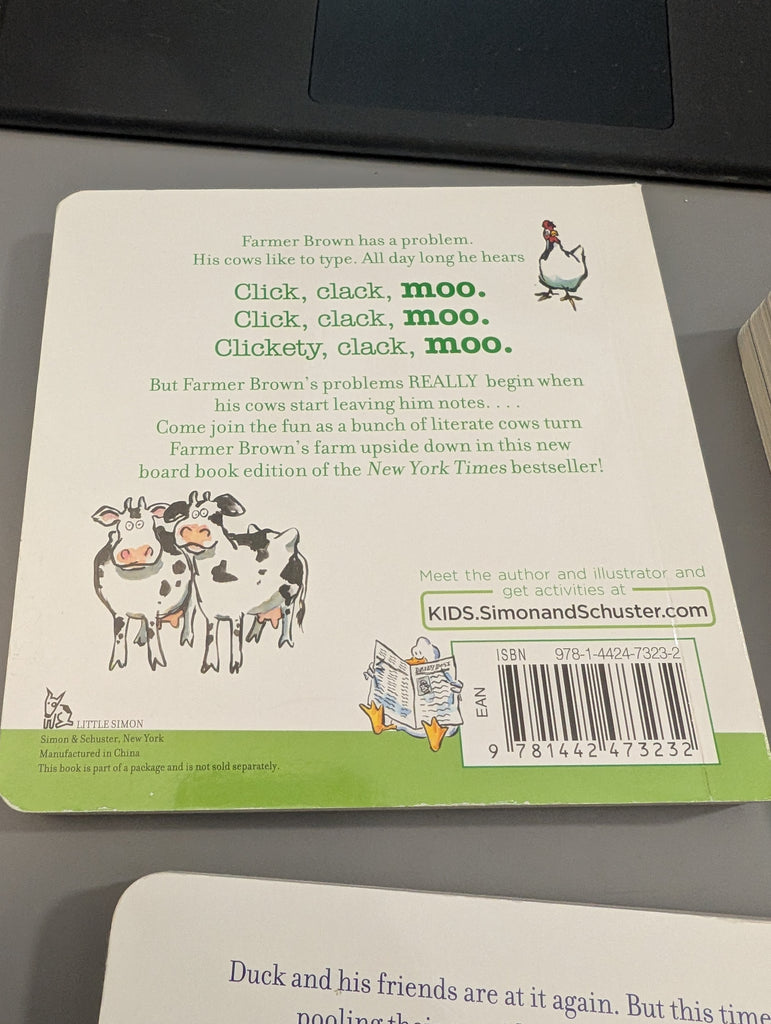 Farmer Brown has a problem.
His cows like to type. All day long he hears
Click, clack, moo.
Click, clack, moo.
Clickety, clack, moo.
But Farmer Brown's problems REALLY begin when
his cows start leaving him notes. . . .
Come join the fun as a bunch of literate cows turn
Farmer Brown's farm upside down in this new
board book edition of the New York Times bestseller!
Meet the author and illustrator and
get activities at
KIDS.SimonandSchuster.com
ISBN 978-1-4424-7323-2
EAN
9 781442 473232
LITTLE SIMON
Simon & Schuster, New York
Manufactured in China
This book is part of a package and is not sold separately.
Duck and his friends are at it again. But this time
pooling